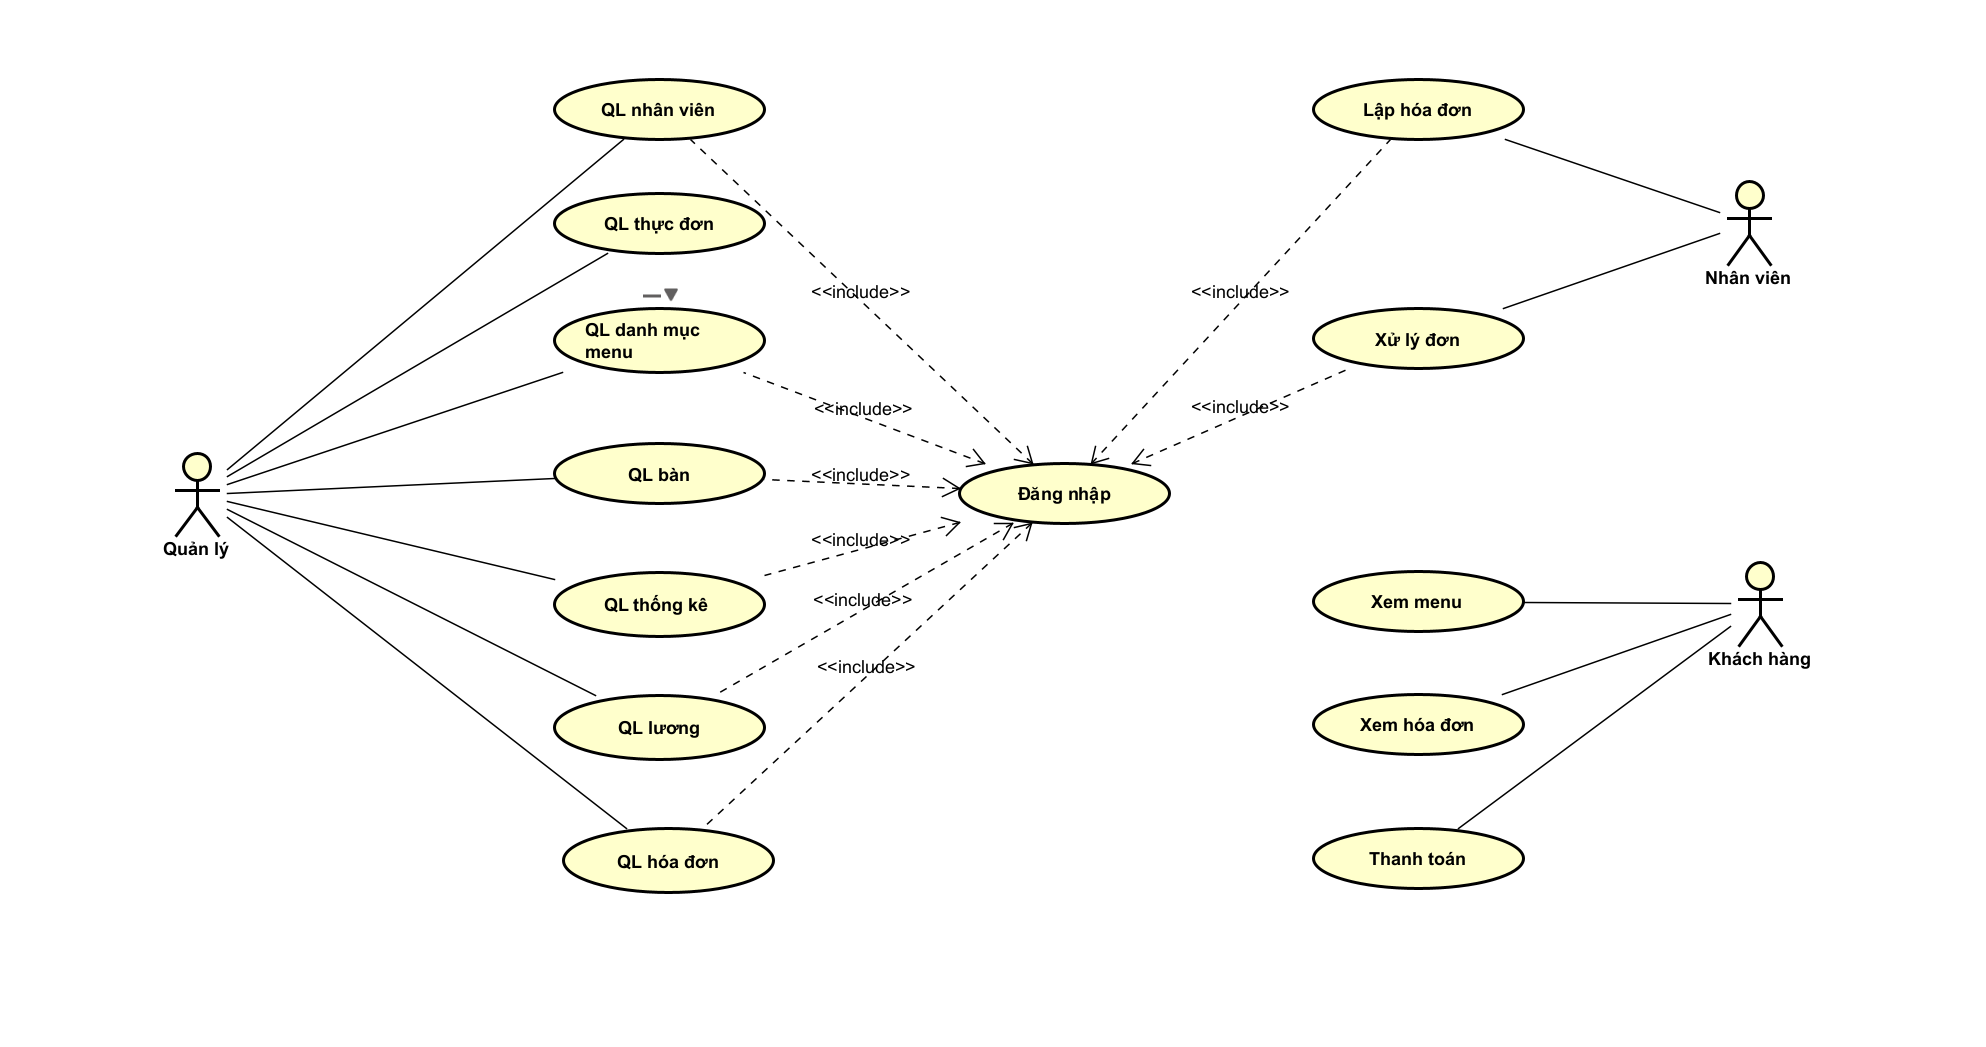 QL nhân viên
Lập hóa đơn
QL thực đơn
Nhân viên
<<include>>
<<include>>
QL danh mục
menu
Xử lý đơn
<<include>>
<<include>>
QL bàn
<<include>>
Đăng nhập
Quản lý
<<include>>
QL thống kê
<<include>>
Xem menu
Khách hàng
<<include>>
QL lương
Xem hóa đơn
QL hóa đơn
Thanh toán